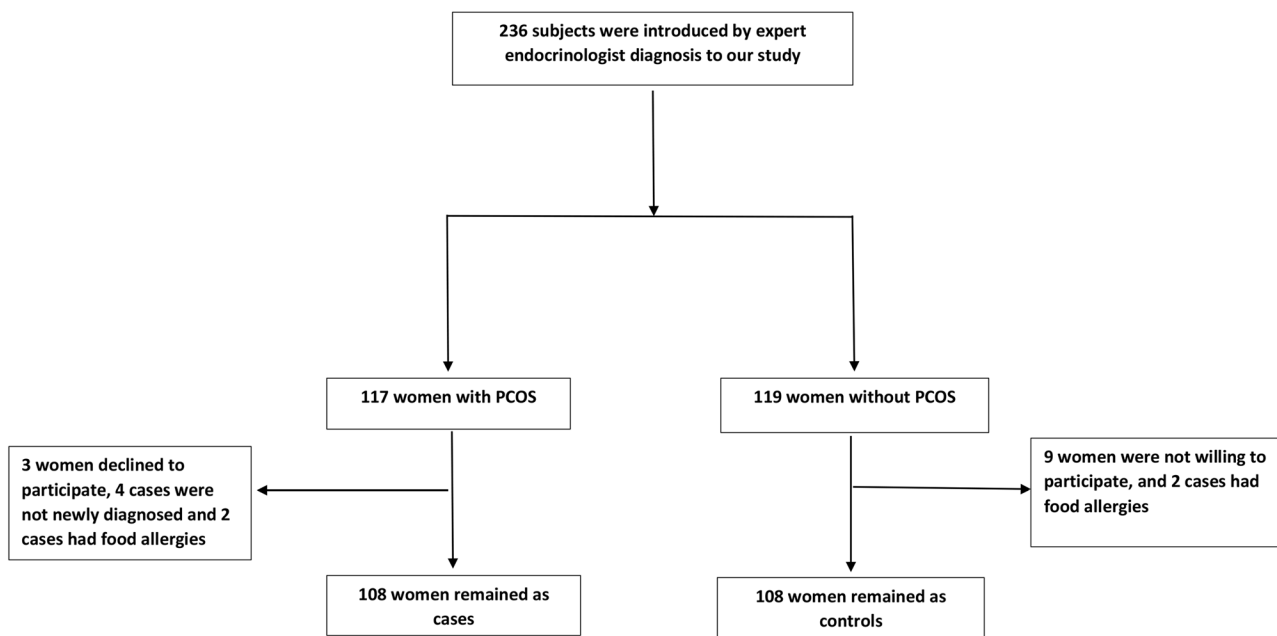 236 subjects were introduced by expert
endocrinologist diagnosis to our study
117 women with PCOS
119 women without PCOS
3 women declined to
participate, 4 cases were
not newly diagnosed and 2
cases had food allergies
9 women were not willing to
participate, and 2 cases had
food allergies
108 women remained as
cases
108 women remained as
controls